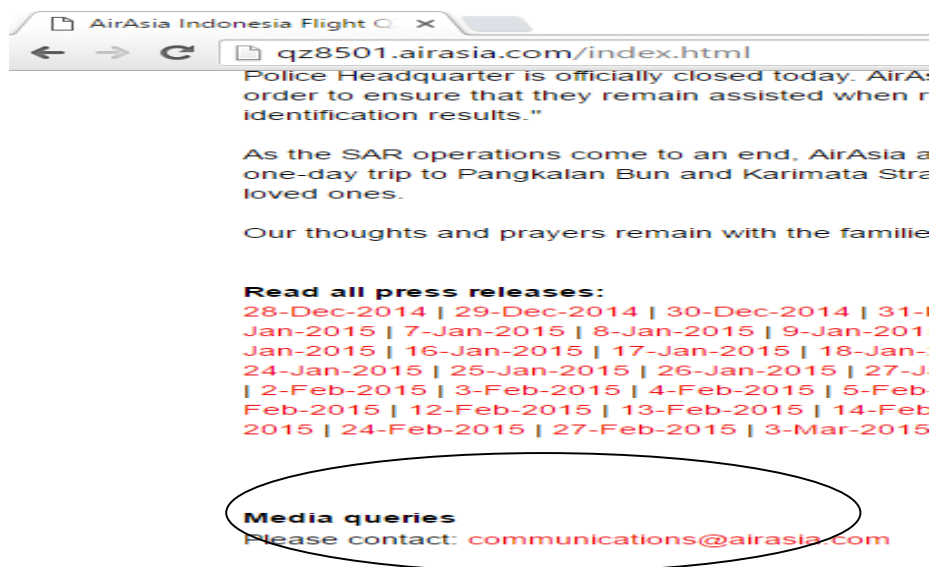 AirAsia Indonesia Flight Q
qz8501.airasia.com/index.html
Police Headquarter is officially closed today. AirA
order to ensure that they remain assisted when r
identification results."
As the SAR operations come to an end, AirAsia a
one-day trip to Pangkalan Bun and Karimata Stra
loved ones.
Our thoughts and prayers remain with the familie
Read all press releases:
28-Dec-2014 | 29-Dec-2014 | 30-Dec-2014 | 31-
Jan-2015 | 7-Jan-2015 | 8-Jan-2015 | 9-Jan-201
Jan-2015 | 16-Jan-2015 | 17-Jan-2015 | 18-Jan-
24-Jan-2015 | 25-Jan-2015 | 26-Jan-2015 | 27-J
| 2-Feb-2015 | 3-Feb-2015 | 4-Feb-2015 | 5-Feb-
Feb-2015 | 12-Feb-2015 | 13-Feb-2015 | 14-Feb
2015 | 24-Feb-2015 | 27-Feb-2015 | 3-Mar-2015
Media queries
Please contact: communications@airasia.com